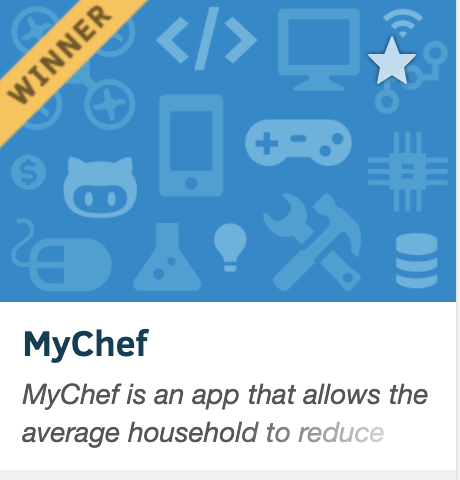 WINNER
MyChef
MyChef is an app that allows the
average household to reduce